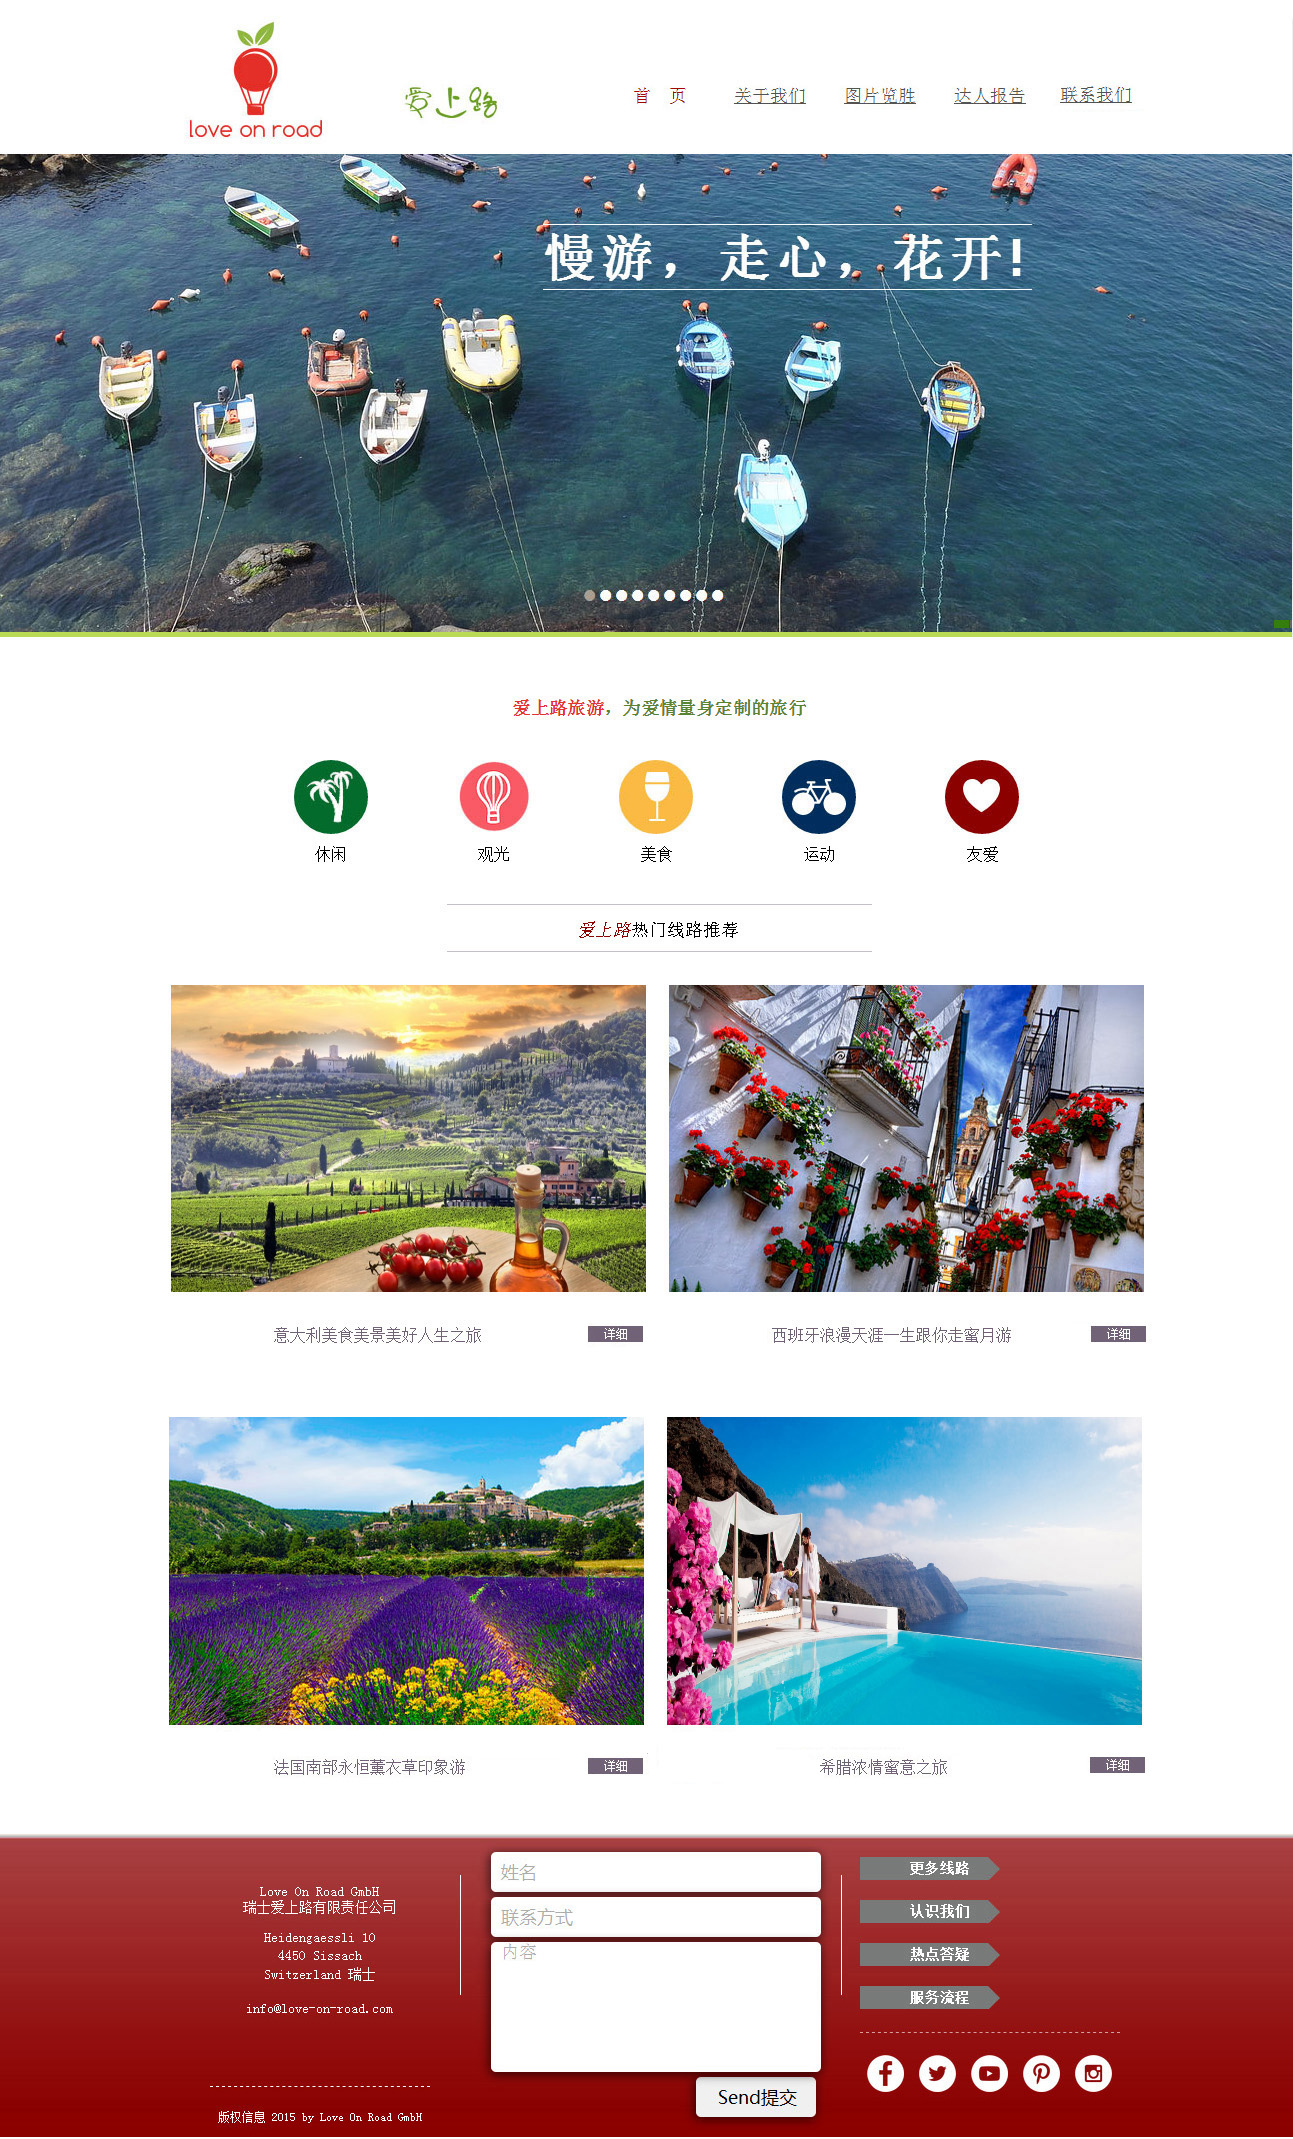 love on road
爱上路
首 页 关于我们 图片览胜 达人报告 联系我们
慢游，走心，花开!
爱上路旅游，为爱情量身定制的旅行
休闲 观光 美食 运动 友爱
爱上路热门线路推荐
意大利美食美景美好人生之旅 详细
西班牙浪漫天涯一生跟你走蜜月游 详细
法国南部永恒薰衣草印象游 详细
希腊浓情蜜意之旅 详细
Love On Road GmbH
瑞士爱上路有限责任公司
Heidengaessli 10
4450 Sissach
Switzerland 瑞士
info@love-on-road.com
版权信息 2015 by Love On Road GmbH
姓名
联系方式
内容
Send提交
更多线路
认识我们
热点答疑
服务流程